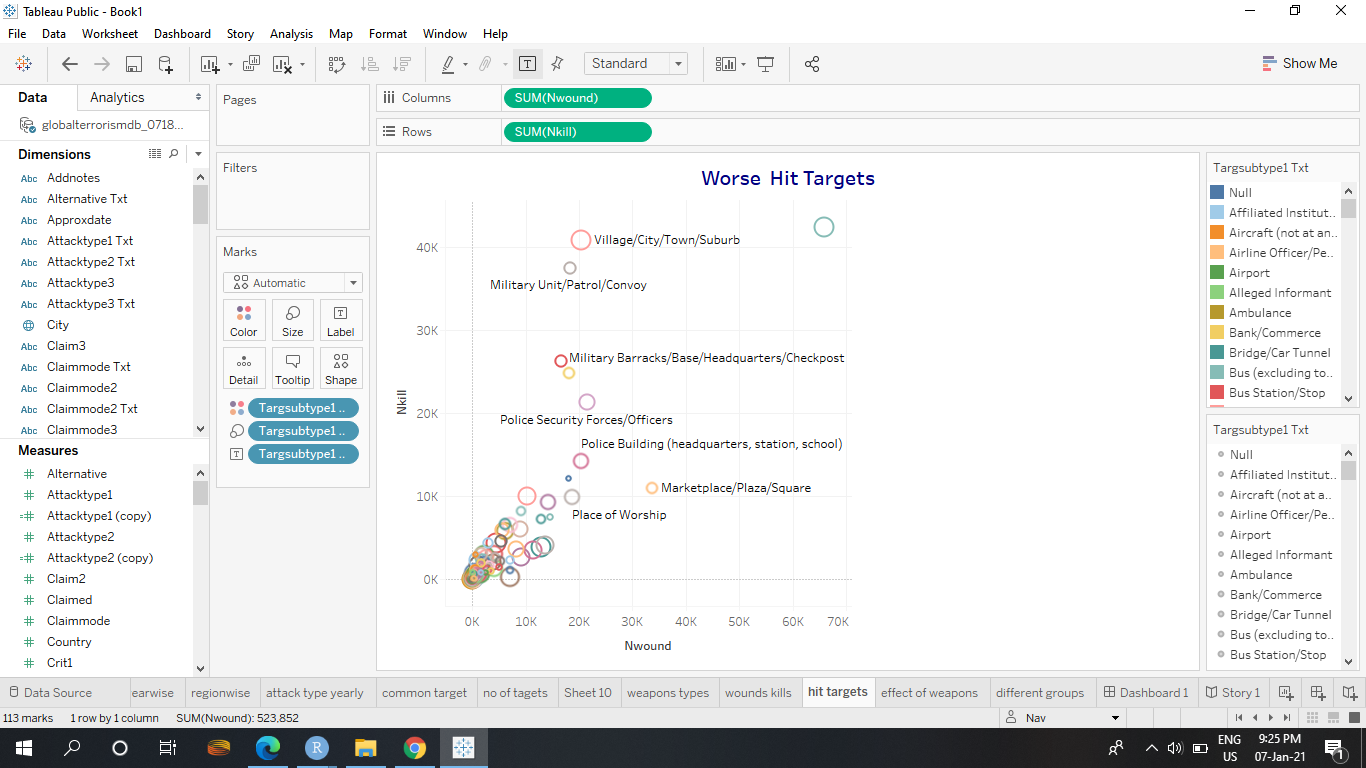 Tableau Public - Book1
File Data Worksheet Dashboard Story Analysis Map Format Window Help
Standard
Show Me
Data Analytics
globalterrorismdb_0718...
Dimensions
Abc Addnotes
Abc Alternative Txt
Abc Approxdate
Abc Attacktype1 Txt
Abc Attacktype2 Txt
Abc Attacktype3
Abc Attacktype3 Txt
City
Abc Claim3
Abc Claimmode Txt
Abc Claimmode2
Abc Claimmode2 Txt
Abc Claimmode3
Measures
Alternative
Attacktype1
Attacktype1 (copy)
Attacktype2
Attacktype2 (copy)
Claim2
Claimed
Claimmode
Country
Crit1
Pages
Filters
Marks
Automatic
Color Size Label
Detail Tooltip Shape
Targsubtype1 ..
Targsubtype1 ..
Targsubtype1 ..
Columns SUM(Nwound)
Rows SUM(Nkill)
Worse Hit Targets
Village/City/Town/Suburb
Military Unit/Patrol/Convoy
Military Barracks/Base/Headquarters/Checkpost
Police Security Forces/Officers
Police Building (headquarters, station, school)
Marketplace/Plaza/Square
Place of Worship
40K
30K
20K
10K
0K
Nkill
0K 10K 20K 30K 40K 50K 60K 70K
Nwound
Targsubtype1 Txt
Null
Affiliated Institut..
Aircraft (not at an..
Airline Officer/Pe..
Airport
Alleged Informant
Ambulance
Bank/Commerce
Bridge/Car Tunnel
Bus (excluding to..
Bus Station/Stop
Targsubtype1 Txt
Null
Affiliated Institut..
Aircraft (not at a..
Airline Officer/Pe..
Airport
Alleged Informant
Ambulance
Bank/Commerce
Bridge/Car Tunnel
Bus (excluding to..
Bus Station/Stop
Data Source earwise regionwise attack type yearly common target no of tagets Sheet 10 weapons types wounds kills hit targets effect of weapons different groups Dashboard 1 Story 1
113 marks 1 row by 1 column SUM(Nwound): 523,852 Nav
ENG
US
9:25 PM
07-Jan-21
1